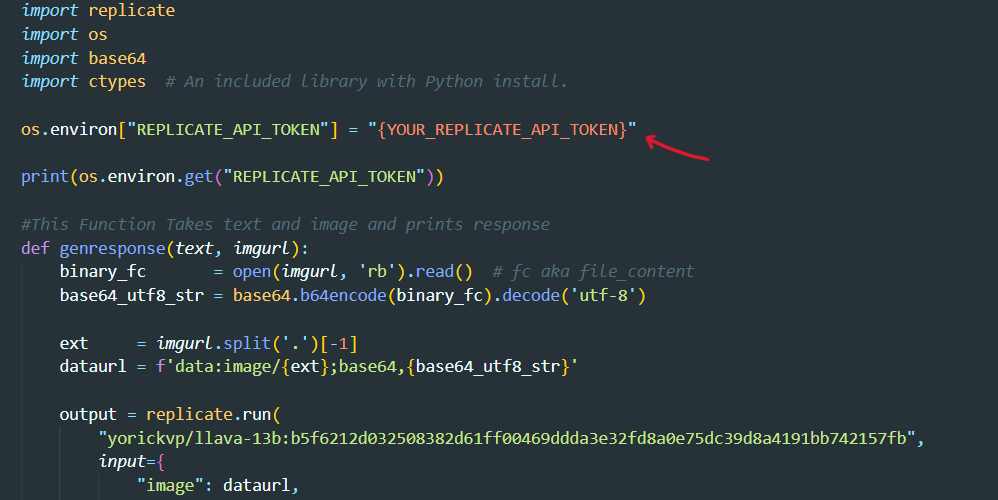 import replicate
import os
import base64
import ctypes  # An included library with Python install.
os.environ["REPLICATE_API_TOKEN"] = "{YOUR_REPLICATE_API_TOKEN}"
print(os.environ.get("REPLICATE_API_TOKEN"))
#This Function Takes text and image and prints response
def genresponse(text, imgurl):
    binary_fc       = open(imgurl, 'rb').read()  # fc aka file_content
    base64_utf8_str = base64.b64encode(binary_fc).decode('utf-8')
    ext     = imgurl.split('.')[-1]
    dataurl = f'data:image/{ext};base64,{base64_utf8_str}'
    output = replicate.run(
        "yorickvp/llava-13b:b5f6212d032508382d61ff00469ddda3e32fd8a0e75dc39d8a4191bb742157fb",
        input={
            "image": dataurl,